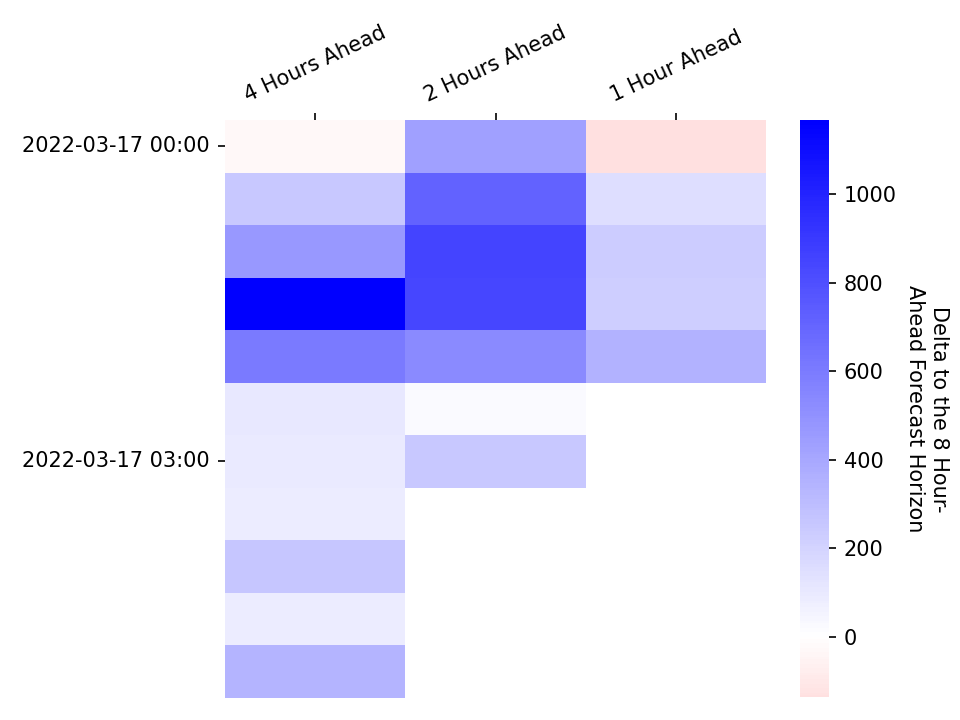 4 Hours Ahead
2 Hours Ahead
1 Hour Ahead
2022-03-17 00:00
2022-03-17 03:00
1000
800
600
400
200
0
Delta to the 8 Hour-
Ahead Forecast Horizon